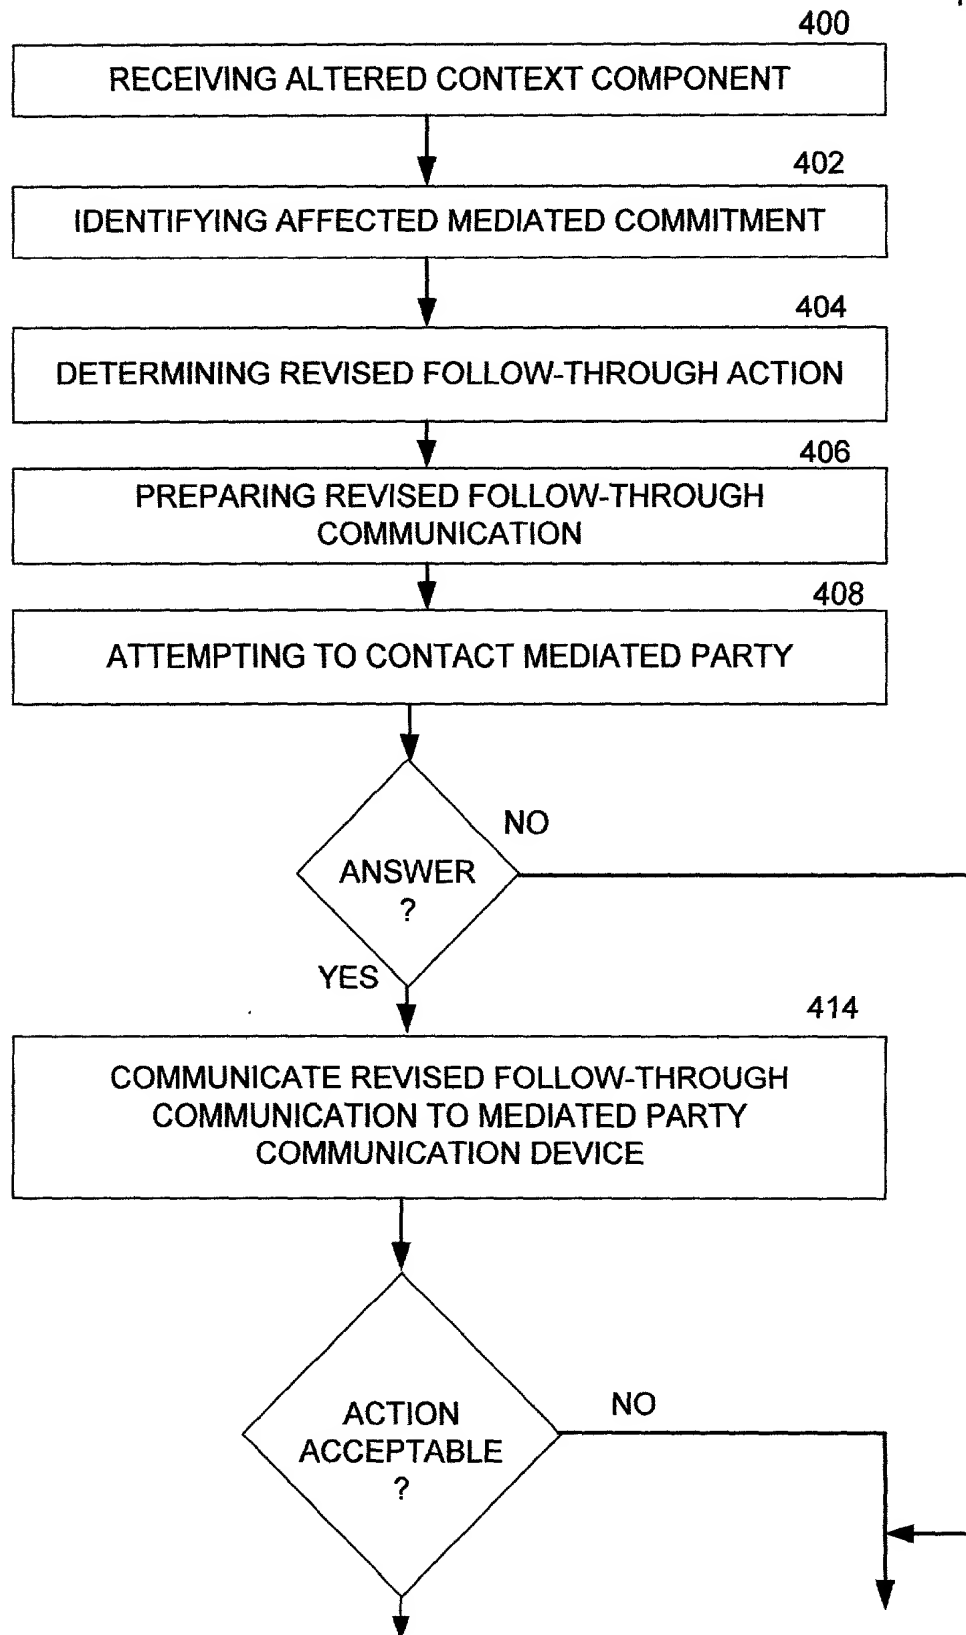 400
RECEIVING ALTERED CONTEXT COMPONENT
402
IDENTIFYING AFFECTED MEDIATED COMMITMENT
404
DETERMINING REVISED FOLLOW-THROUGH ACTION
406
PREPARING REVISED FOLLOW-THROUGH
COMMUNICATION
408
ATTEMPTING TO CONTACT MEDIATED PARTY
NO
ANSWER
?
YES
414
COMMUNICATE REVISED FOLLOW-THROUGH
COMMUNICATION TO MEDIATED PARTY
COMMUNICATION DEVICE
NO
ACTION
ACCEPTABLE
?